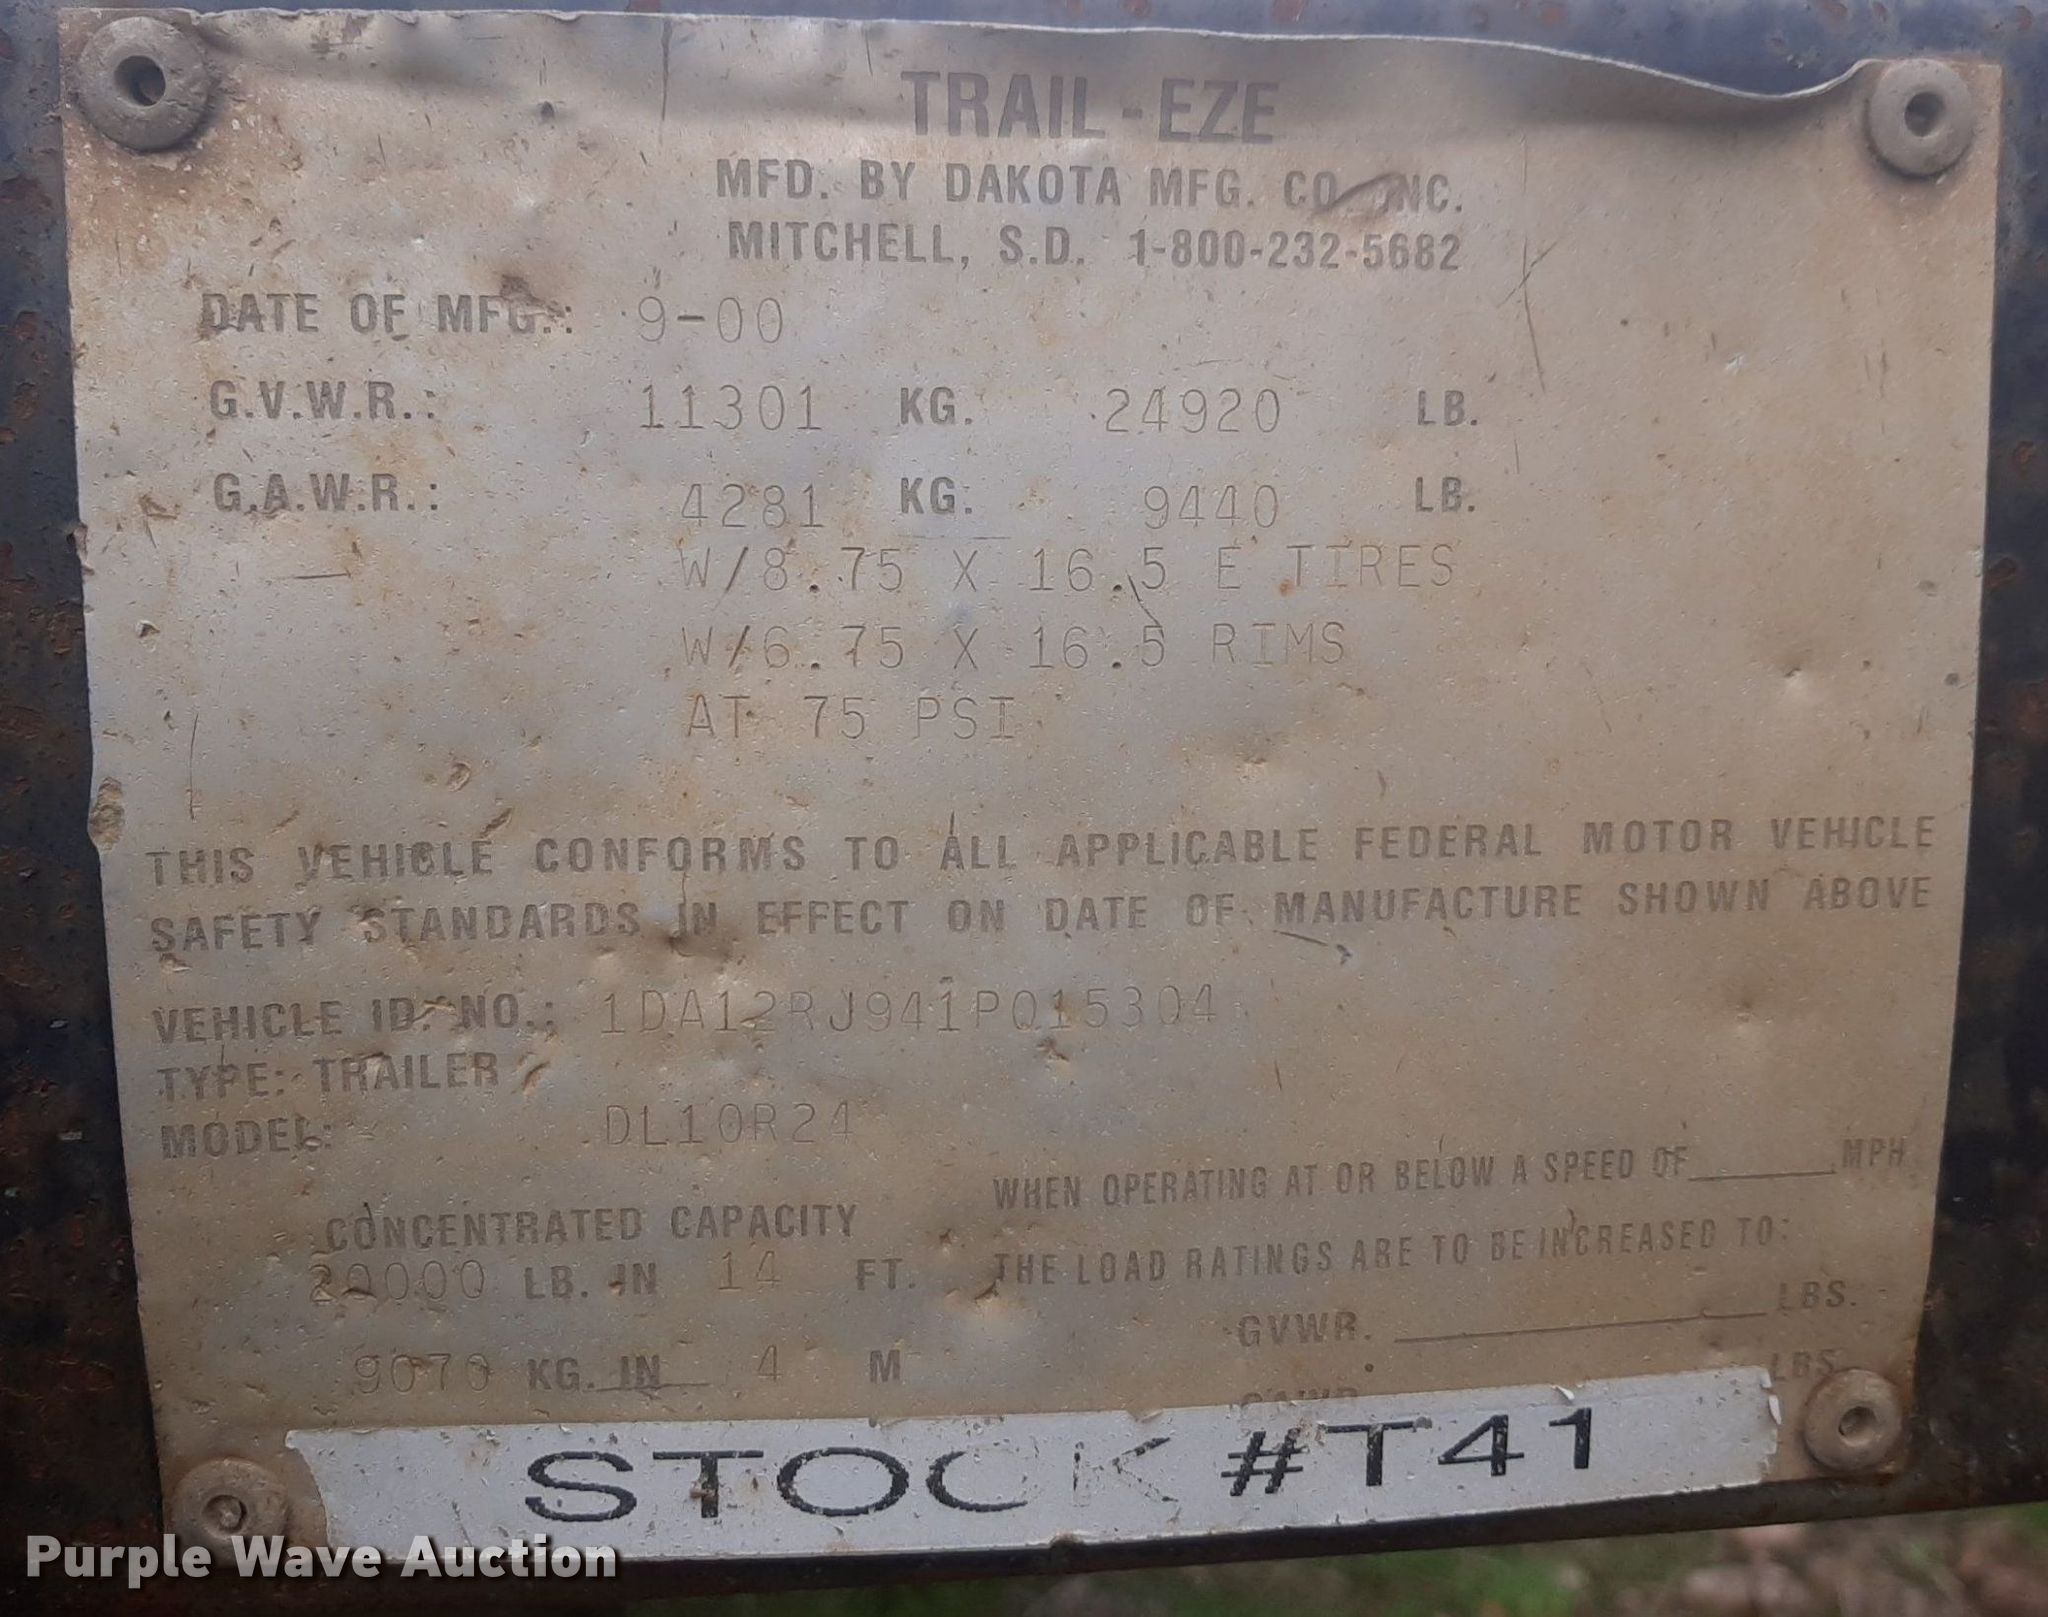 TRAIL-EZE
MFD. BY DAKOTA MFG. CO. INC.
MITCHELL, S.D. 1-800-232-5682
DATE OF MFG.: 9-00
G.V.W.R.: 11301 KG. 24920 LB.
G.A.W.R.: 4281 KG. 9440 LB.
W/8.75 X 16.5 E TIRES
W/6.75 X 16.5 RIMS
AT 75 PSI
THIS VEHICLE CONFORMS TO ALL APPLICABLE FEDERAL MOTOR VEHICLE
SAFETY STANDARDS IN EFFECT ON DATE OF MANUFACTURE SHOWN ABOVE
VEHICLE ID. NO.: 1DA12RJ941P015304
TYPE: TRAILER
MODEL: DL10R24
CONCENTRATED CAPACITY
20000 LB. IN 14 FT.
9070 KG. IN 4 M
WHEN OPERATING AT OR BELOW A SPEED OF ______ MPH
THE LOAD RATINGS ARE TO BE INCREASED TO:
GVWR. ______ LBS.
GAWR LBS.
STOCK #T41
Purple Wave Auction